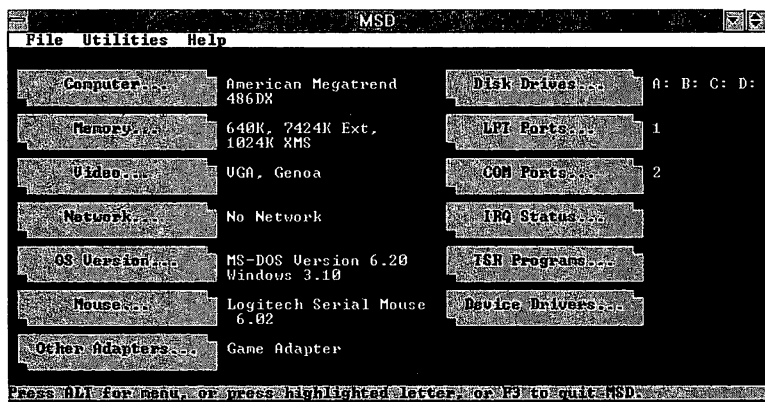 MSD
File Utilities Help
Computer...
American Megatrend
486DX
Disk Drives...
A: B: C: D:
Memory...
640K, 7424K Ext,
1024K XMS
LPT Ports...
1
Video...
VGA, Genoa
COM Ports...
2
Network...
No Network
IRQ Status...
OS Version...
MS-DOS Version 6.20
Windows 3.10
TSR Programs...
Mouse...
Logitech Serial Mouse
6.02
Device Drivers...
Other Adapters...
Game Adapter
Press ALT for menu, or press highlighted letter, or F3 to quit MSD.